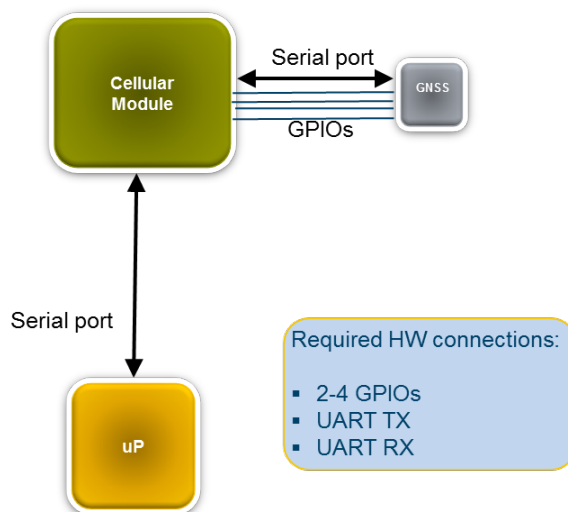 Serial port
Cellular
Module
GNSS
GPIOs
Serial port
Required HW connections:
▪ 2-4 GPIOs
▪ UART TX
▪ UART RX
uP